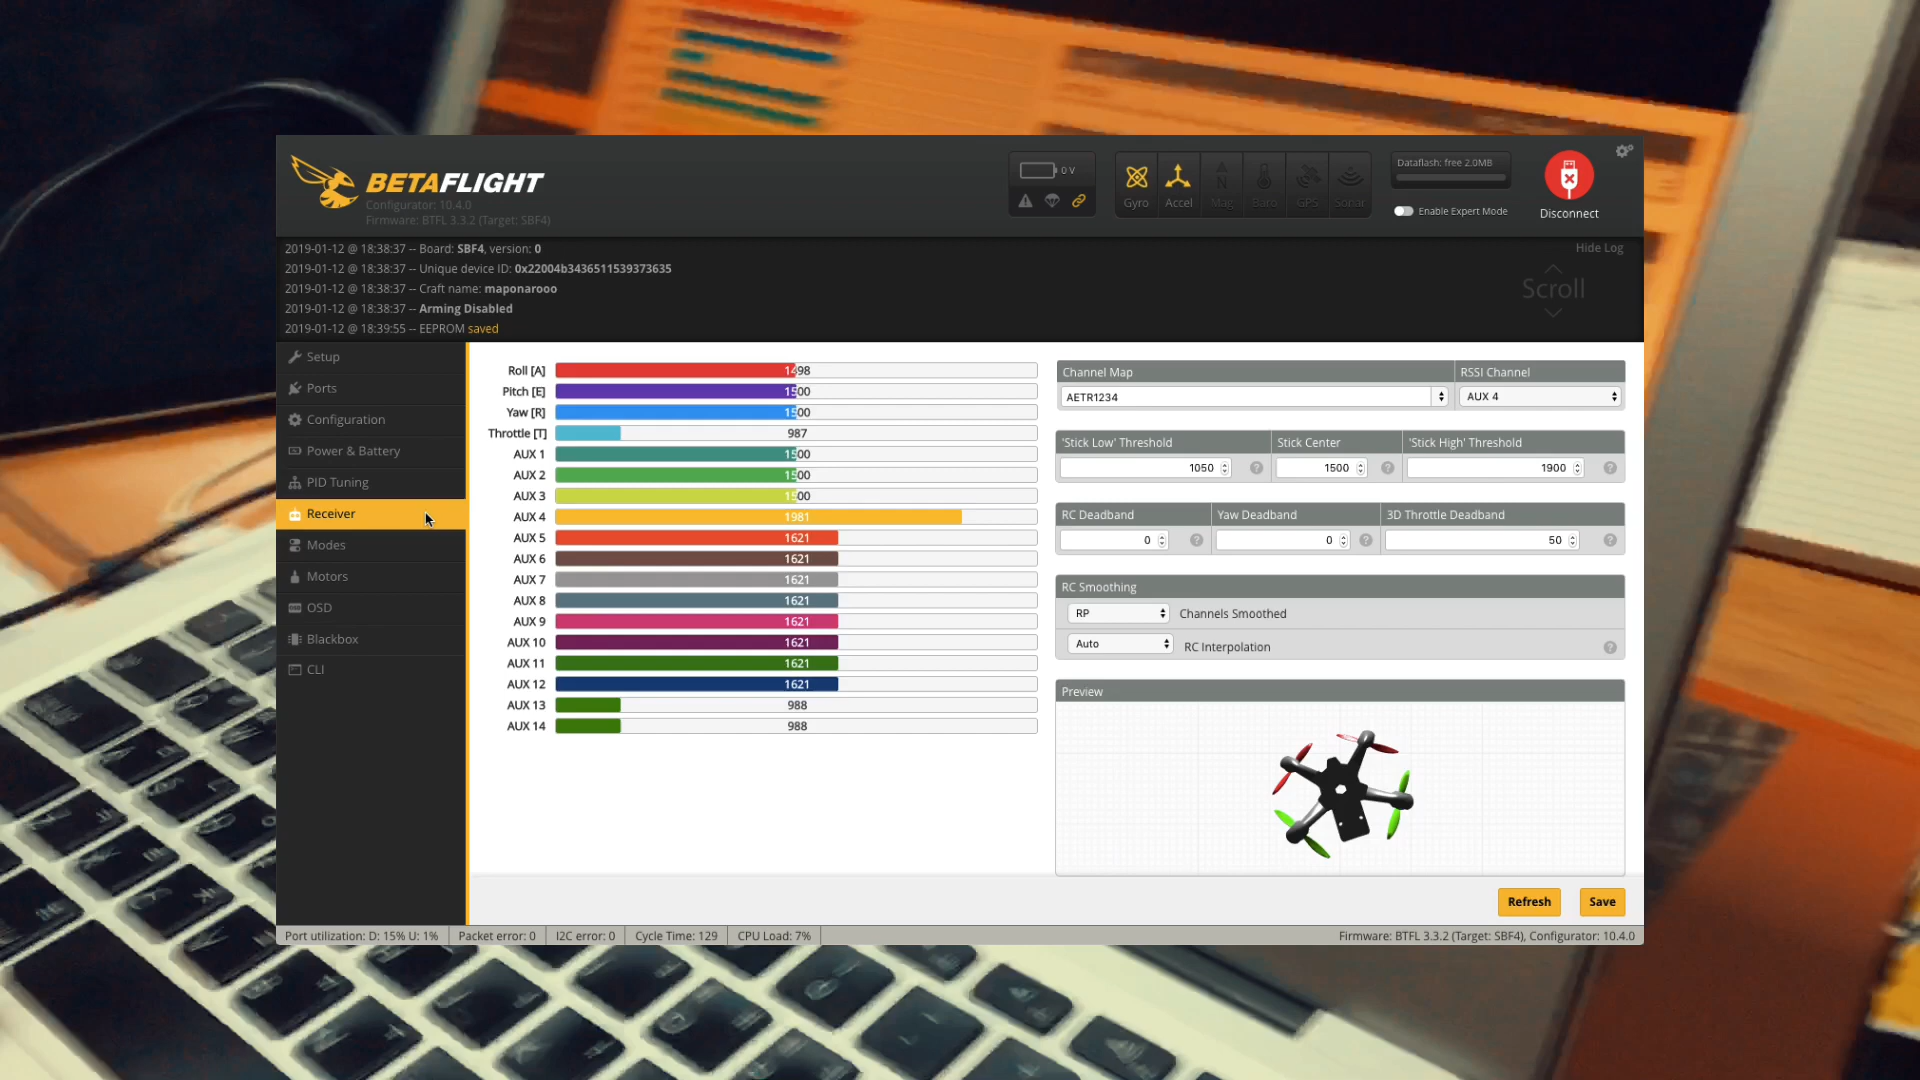 BETAFLIGHT
Configurator: 10.4.0
Firmware: BTFL 3.3.2 (Target: SBF4)
0 V
Gyro Accel Mag Baro GPS Sonar
Dataflash: free 2.0MB
Enable Expert Mode
Disconnect
2019-01-12 @ 18:38:37 -- Board: SBF4, version: 0
2019-01-12 @ 18:38:37 -- Unique device ID: 0x22004b3436511539373635
2019-01-12 @ 18:38:37 -- Craft name: maponarooo
2019-01-12 @ 18:38:37 -- Arming Disabled
2019-01-12 @ 18:39:55 -- EEPROM saved
Hide Log
Scroll
Setup
Ports
Configuration
Power & Battery
PID Tuning
Receiver
Modes
Motors
OSD
Blackbox
CLI
Roll [A] 1498
Pitch [E] 1500
Yaw [R] 1500
Throttle [T] 987
AUX 1 1500
AUX 2 1500
AUX 3 1500
AUX 4 1981
AUX 5 1621
AUX 6 1621
AUX 7 1621
AUX 8 1621
AUX 9 1621
AUX 10 1621
AUX 11 1621
AUX 12 1621
AUX 13 988
AUX 14 988
Channel Map RSSI Channel
AETR1234 AUX 4
'Stick Low' Threshold Stick Center 'Stick High' Threshold
1050 ? 1500 ? 1900 ?
RC Deadband Yaw Deadband 3D Throttle Deadband
0 ? 0 ? 50 ?
RC Smoothing
RP Channels Smoothed
Auto RC Interpolation ?
Preview
Refresh Save
Port utilization: D: 15% U: 1% Packet error: 0 I2C error: 0 Cycle Time: 129 CPU Load: 7% Firmware: BTFL 3.3.2 (Target: SBF4), Configurator: 10.4.0